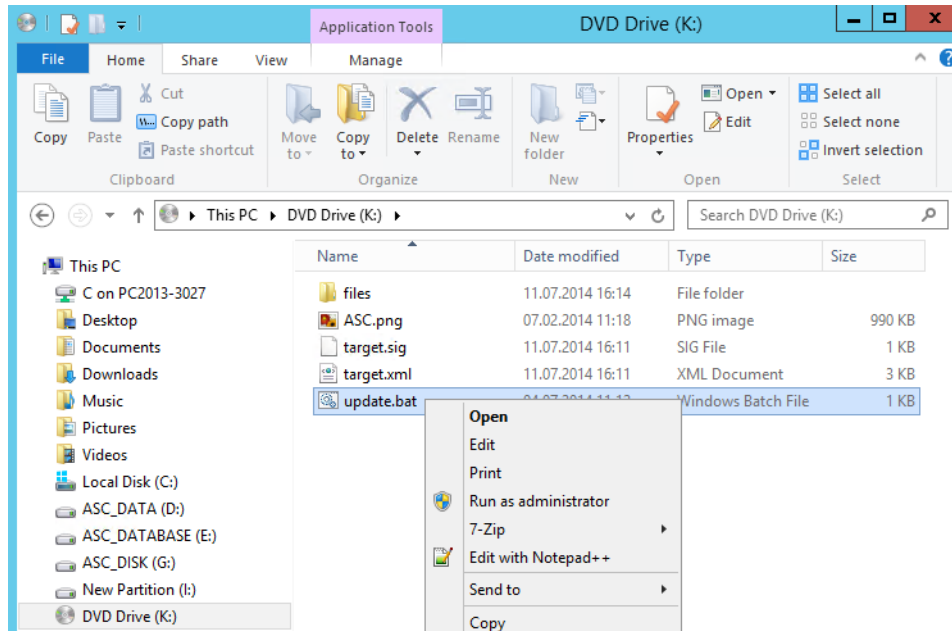 Application Tools
DVD Drive (K:)
File
Home
Share
View
Manage
Copy
Paste
Cut
Copy path
Paste shortcut
Clipboard
Move to
Copy to
Delete
Rename
Organize
New folder
New
Properties
Open
Edit
Open
Select all
Select none
Invert selection
Select
This PC
DVD Drive (K:)
Search DVD Drive (K:)
This PC
C on PC2013-3027
Desktop
Documents
Downloads
Music
Pictures
Videos
Local Disk (C:)
ASC_DATA (D:)
ASC_DATABASE (E:)
ASC_DISK (G:)
New Partition (I:)
DVD Drive (K:)
Name Date modified Type Size
files 11.07.2014 16:14 File folder
ASC.png 07.02.2014 11:18 PNG image 990 KB
target.sig 11.07.2014 16:11 SIG File 1 KB
target.xml 11.07.2014 16:11 XML Document 3 KB
update.bat Windows Batch File 1 KB
Open
Edit
Print
Run as administrator
7-Zip
Edit with Notepad++
Send to
Copy